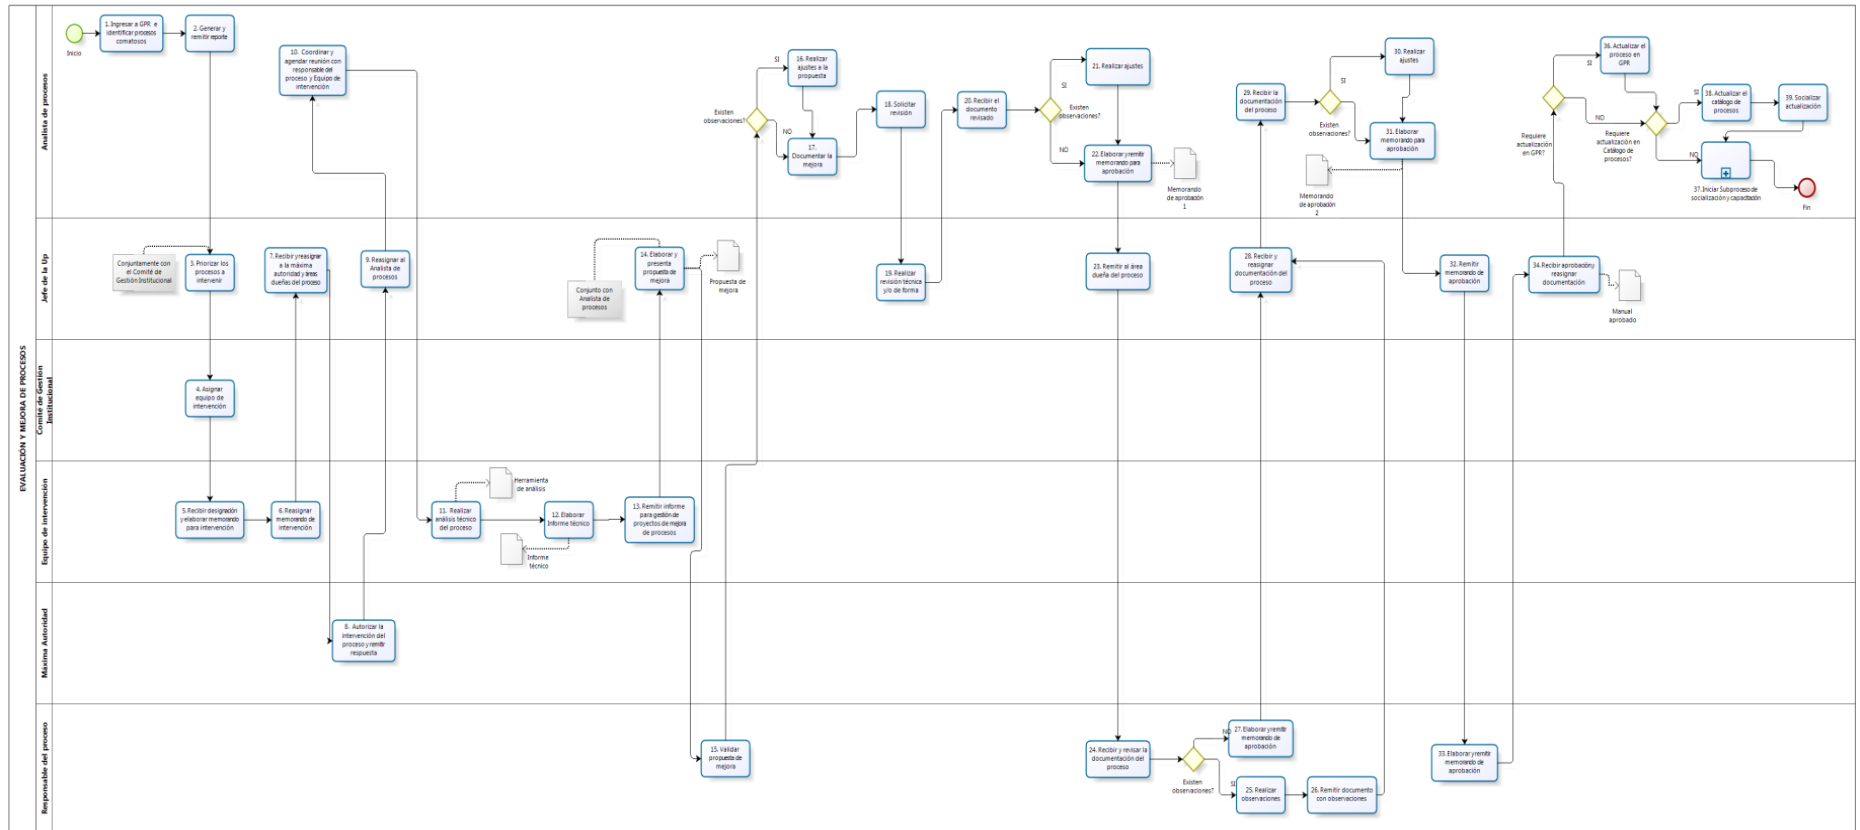 EVALUACIÓN Y MEJORA DE PROCESOS
Analista de procesos
Inicio
1. Ingresar a GPR e
identificar procesos
comatosos
2. Generar y
remitir reporte
10. Coordinar y
agendar reunión con
responsable del
proceso y Equipo de
intervención
Existen
observaciones?
SI
NO
16. Realizar
ajustes a la
propuesta
17.
Documentar la
mejora
18. Solicitar
revisión
20. Recibir el
documento
revisado
Existen
observaciones?
SI
NO
21. Realizar ajustes
22. Elaborar y remitir
memorando para
aprobación
Memorando
de aprobación
1
29. Recibir la
documentación
del proceso
Existen
observaciones?
SI
NO
30. Realizar
ajustes
31. Elaborar
memorando para
aprobación
Memorando
de aprobación
2
Requiere
actualización
en GPR?
SI
NO
36. Actualizar el
proceso en
GPR
Requiere
actualización en
Catálogo de
procesos?
SI
NO
38. Actualizar el
catálogo de
procesos
39. Socializar
actualización
37. Iniciar Subproceso de
socialización y capacitación
Fin
Jefe de la Up
Conjuntamente con
el Comité de
Gestión Institucional
3. Priorizar los
procesos a
intervenir
7. Recibir y reasignar
a la máxima
autoridad y áreas
dueñas del proceso
9. Reasignar al
Analista de
procesos
Conjunto con
Analista de
procesos
14. Elaborar y
presenta
propuesta de
mejora
Propuesta de
mejora
19. Realizar
revisión técnica
y/o de forma
23. Remitir al área
dueña del proceso
28. Recibir y
reasignar
documentación del
proceso
32. Remitir
memorando de
aprobación
34. Recibir aprobación y
reasignar
documentación
Manual
aprobado
Comité de Gestión
Institucional
4. Asignar
equipo de
intervención
Equipo de intervención
5. Recibir designación
y elaborar memorando
para intervención
6. Reasignar
memorando de
intervención
11. Realizar
análisis técnico
del proceso
Herramienta
de análisis
12. Elaborar
Informe técnico
Informe
técnico
13. Remitir informe
para gestión de
proyectos de mejora
de procesos
Máxima Autoridad
8. Autorizar la
intervención del
proceso y remitir
respuesta
Responsable del proceso
15. Validar
propuesta de
mejora
24. Recibir y revisar la
documentación del
proceso
Existen
observaciones?
NO
SI
27. Elaborar y remitir
memorando de
aprobación
25. Realizar
observaciones
26. Remitir documento
con observaciones
33. Elaborar y remitir
memorando de
aprobación